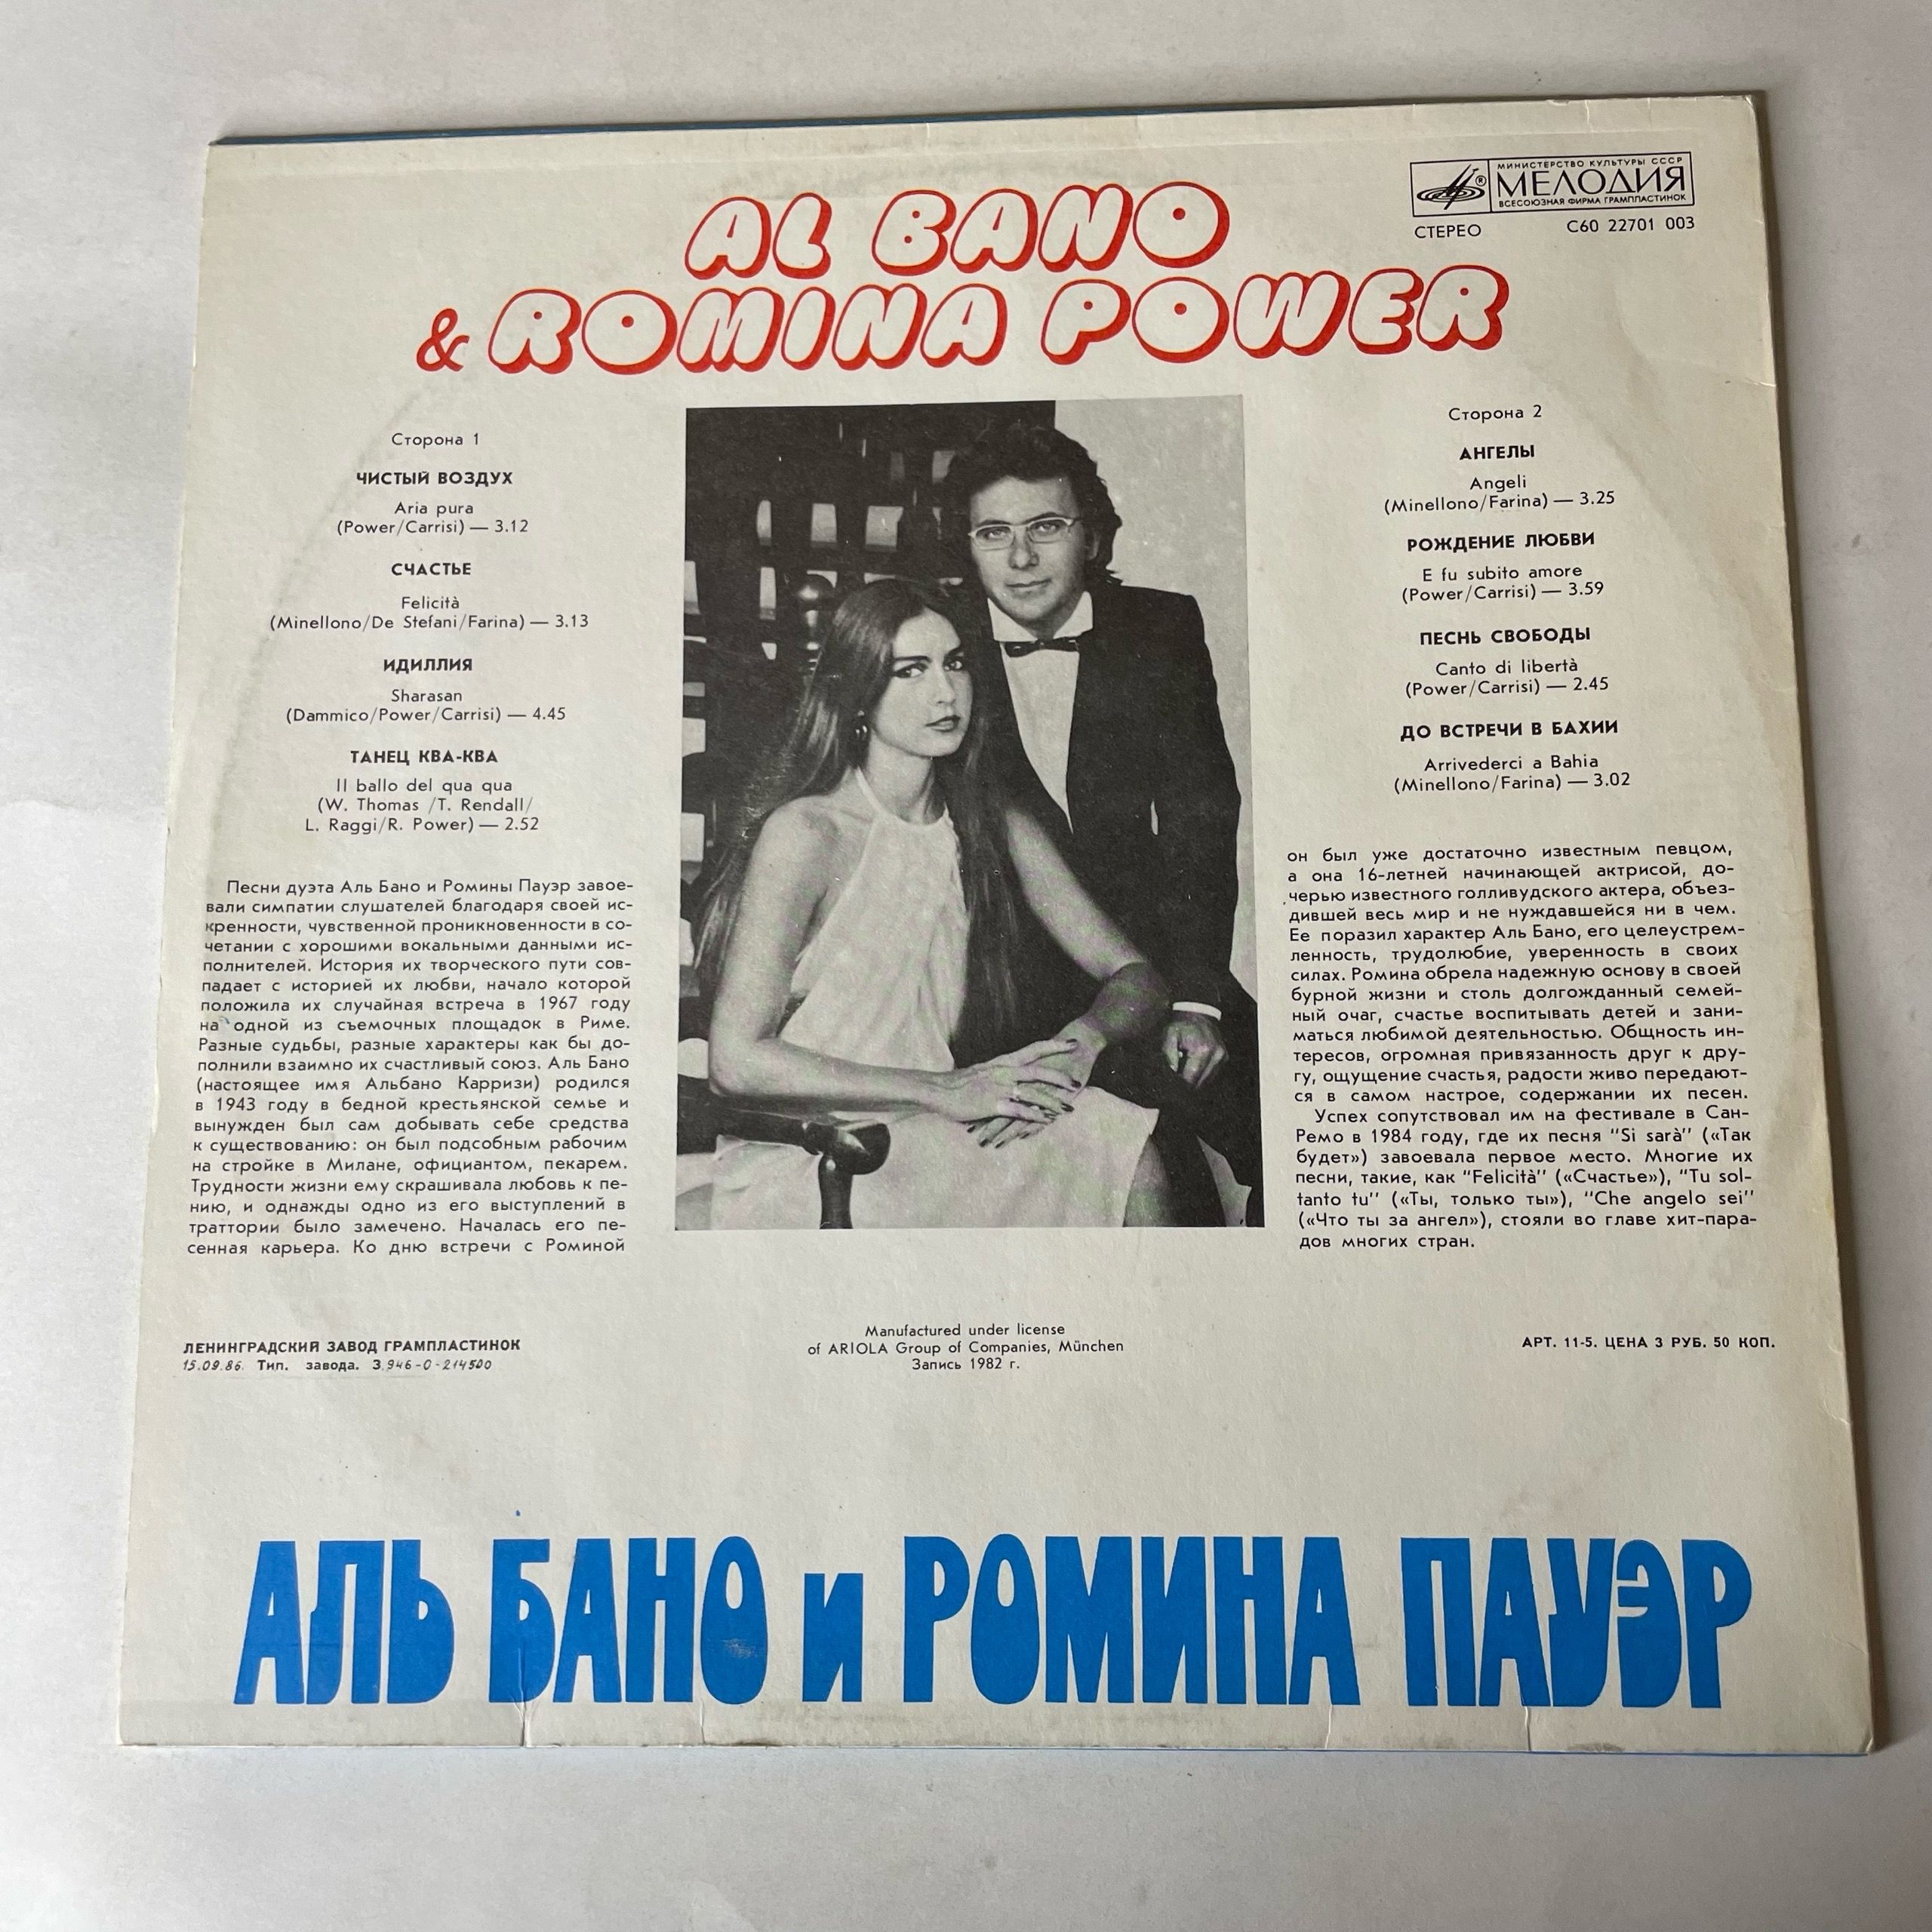 МИНИСТЕРСТВО КУЛЬТУРЫ СССР
МЕЛОДИЯ
ВСЕСОЮЗНАЯ ФИРМА ГРАМПЛАСТИНОК
СТЕРЕО С60 22701 003
AL BANO
& ROMINA POWER
Сторона 1
ЧИСТЫЙ ВОЗДУХ
Aria pura
(Power/Carrisi) — 3.12
СЧАСТЬЕ
Felicità
(Minellono/De Stefani/Farina) — 3.13
ИДИЛЛИЯ
Sharasan
(Dammico/Power/Carrisi) — 4.45
ТАНЕЦ КВА-КВА
Il ballo del qua qua
(W. Thomas /T. Rendall/
L. Raggi/R. Power) — 2.52
Песни дуэта Аль Бано и Ромины Пауэр завое-
вали симпатии слушателей благодаря своей ис-
кренности, чувственной проникновенности в со-
четании с хорошими вокальными данными ис-
полнителей. История их творческого пути сов-
падает с историей их любви, начало которой
положила их случайная встреча в 1967 году
на одной из съемочных площадок в Риме.
Разные судьбы, разные характеры как бы до-
полнили взаимно их счастливый союз. Аль Бано
(настоящее имя Альбано Карризи) родился
в 1943 году в бедной крестьянской семье и
вынужден был сам добывать себе средства
к существованию: он был подсобным рабочим
на стройке в Милане, официантом, пекарем.
Трудности жизни ему скрашивала любовь к пе-
нию, и однажды одно из его выступлений в
траттории было замечено. Началась его пе-
сенная карьера. Ко дню встречи с Роминой
Сторона 2
АНГЕЛЫ
Angeli
(Minellono/Farina) — 3.25
РОЖДЕНИЕ ЛЮБВИ
E fu subito amore
(Power/Carrisi) — 3.59
ПЕСНЬ СВОБОДЫ
Canto di libertà
(Power/Carrisi) — 2.45
ДО ВСТРЕЧИ В БАХИИ
Arrivederci a Bahia
(Minellono/Farina) — 3.02
он был уже достаточно известным певцом,
а она 16-летней начинающей актрисой, до-
черью известного голливудского актера, объез-
дившей весь мир и не нуждавшейся ни в чем.
Ее поразил характер Аль Бано, его целеустрем-
ленность, трудолюбие, уверенность в своих
силах. Ромина обрела надежную основу в своей
бурной жизни и столь долгожданный семей-
ный очаг, счастье воспитывать детей и зани-
маться любимой деятельностью. Общность ин-
тересов, огромная привязанность друг к дру-
гу, ощущение счастья, радости живо передают-
ся в самом настрое, содержании их песен.
Успех сопутствовал им на фестивале в Сан-
Ремо в 1984 году, где их песня "Si sarà" («Так
будет») завоевала первое место. Многие их
песни, такие, как "Felicità" («Счастье»), "Tu sol-
tanto tu" («Ты, только ты»), "Che angelo sei"
(«Что ты за ангел»), стояли во главе хит-пара-
дов многих стран.
ЛЕНИНГРАДСКИЙ ЗАВОД ГРАМПЛАСТИНОК
15.09.86. Тип. завода. З.946-0-214500
Manufactured under license
of ARIOLA Group of Companies, München
Запись 1982 г.
АРТ. 11-5. ЦЕНА 3 РУБ. 50 КОП.
АЛЬ БАНО и РОМИНА ПАУЭР